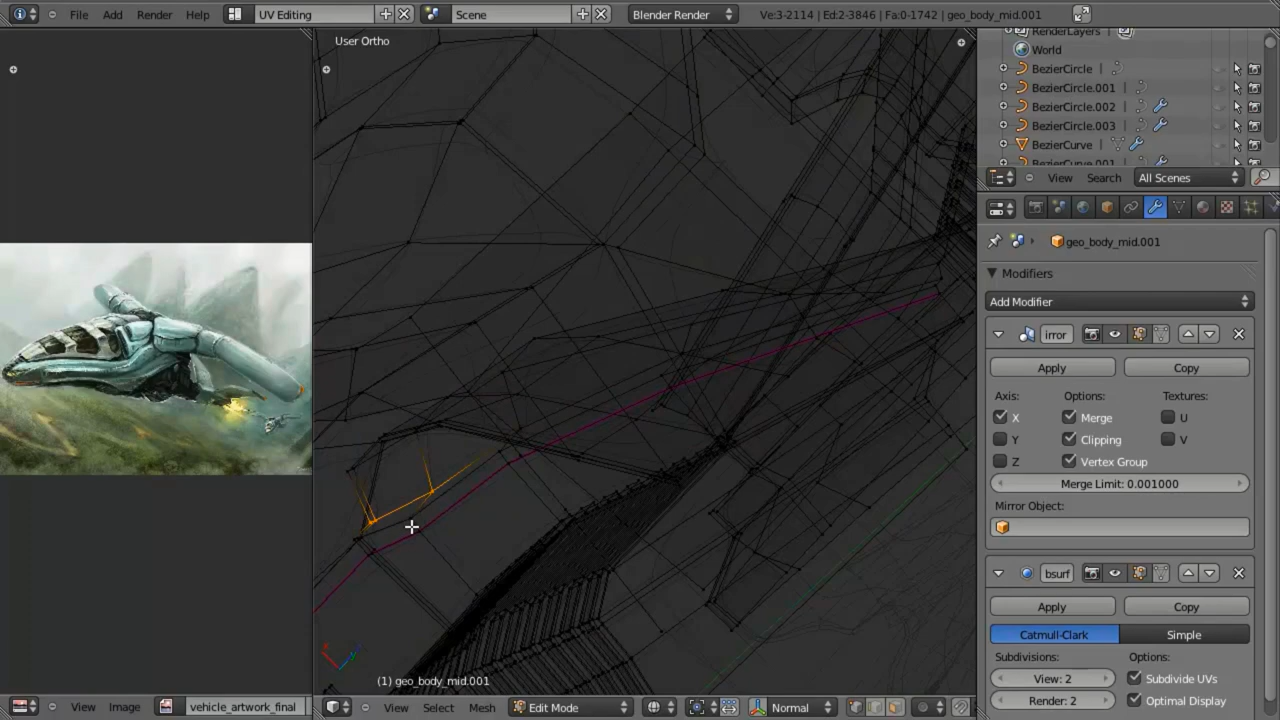 File Add Render Help UV Editing Scene Blender Render Ve:3-2114 | Ed:2-3846 | Fa:0-1742 | geo_body_mid.001
User Ortho
RenderLayers |
World
BezierCircle |
BezierCircle.001 |
BezierCircle.002 |
BezierCircle.003 |
BezierCurve |
BezierCurve.001 |
View Search All Scenes
geo_body_mid.001
Modifiers
Add Modifier
irror
Apply Copy
Axis: Options: Textures:
X Merge U
Y Clipping V
Z Vertex Group
Merge Limit: 0.001000
Mirror Object:
bsurf
Apply Copy
Catmull-Clark Simple
Subdivisions: Options:
View: 2 Subdivide UVs
Render: 2 Optimal Display
(1) geo_body_mid.001
View Image vehicle_artwork_final View Select Mesh Edit Mode Normal